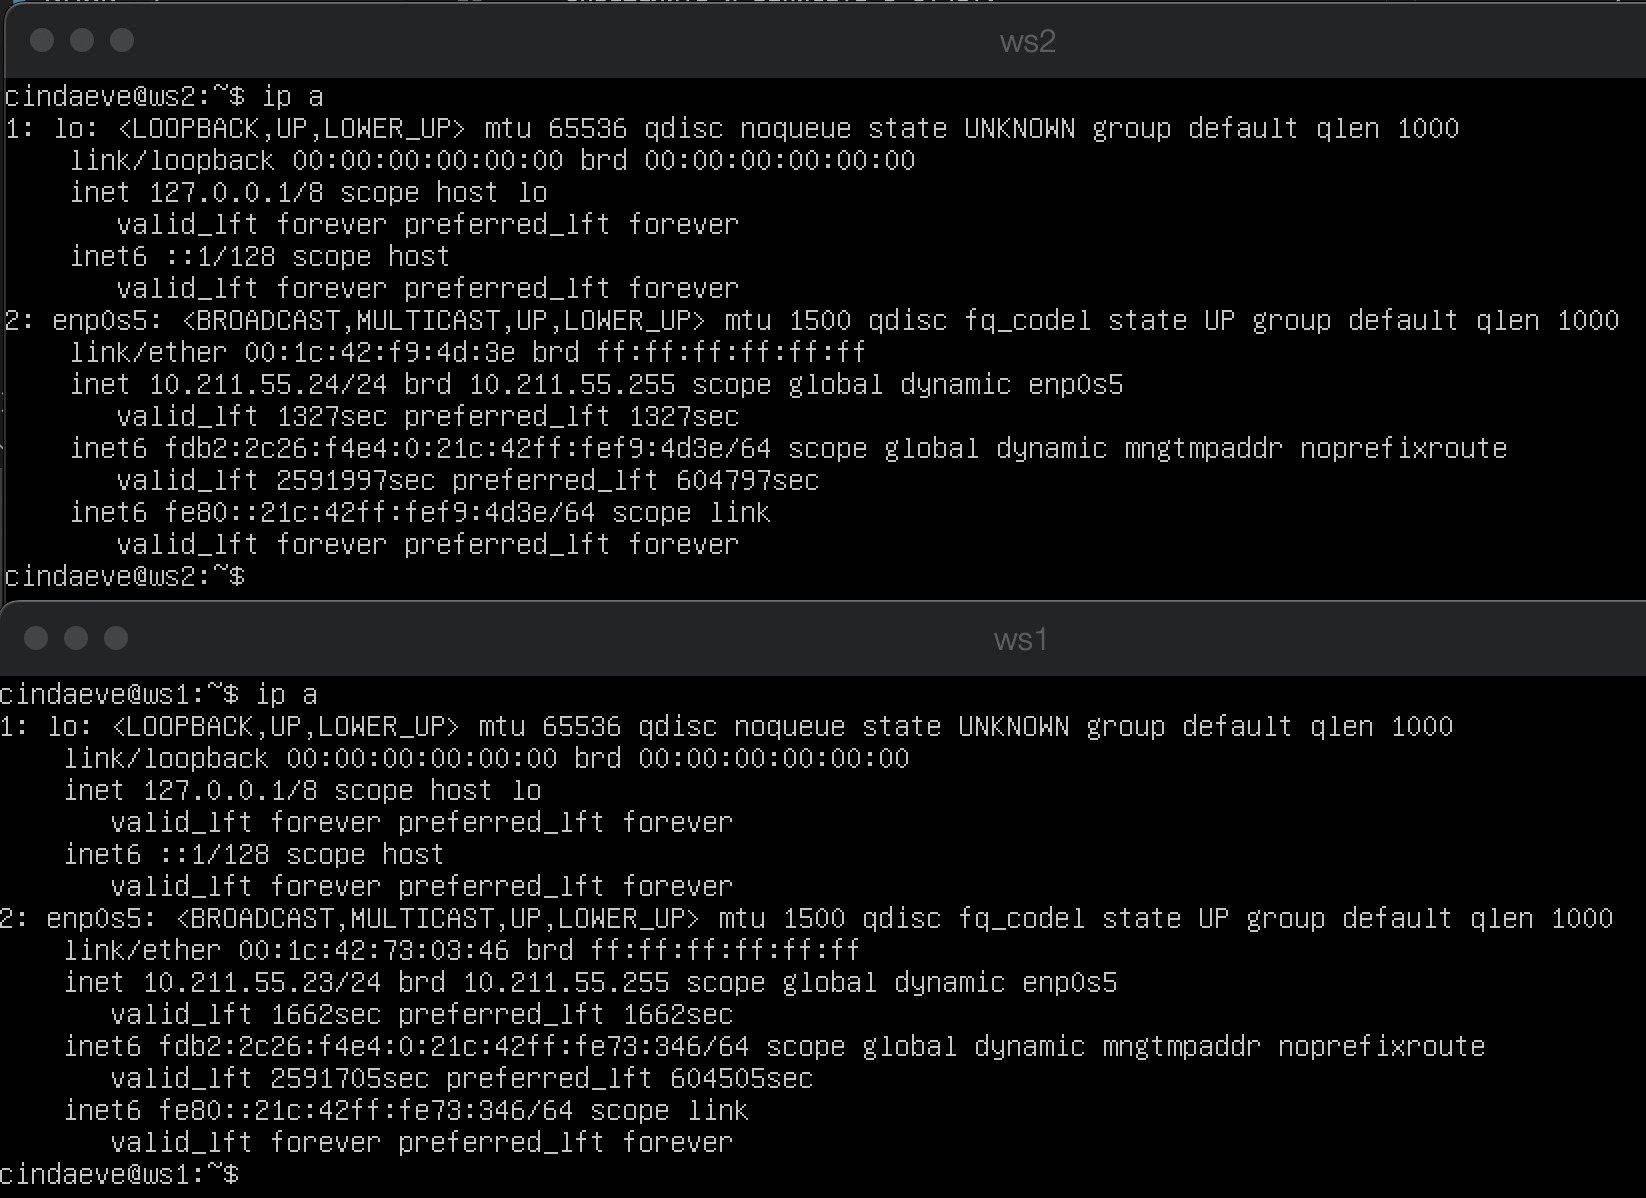 ws2
cindaeve@ws2:~$ ip a
1: lo: <LOOPBACK,UP,LOWER_UP> mtu 65536 qdisc noqueue state UNKNOWN group default qlen 1000
    link/loopback 00:00:00:00:00:00 brd 00:00:00:00:00:00
    inet 127.0.0.1/8 scope host lo
       valid_lft forever preferred_lft forever
    inet6 ::1/128 scope host
       valid_lft forever preferred_lft forever
2: enp0s5: <BROADCAST,MULTICAST,UP,LOWER_UP> mtu 1500 qdisc fq_codel state UP group default qlen 1000
    link/ether 00:1c:42:f9:4d:3e brd ff:ff:ff:ff:ff:ff
    inet 10.211.55.24/24 brd 10.211.55.255 scope global dynamic enp0s5
       valid_lft 1327sec preferred_lft 1327sec
    inet6 fdb2:2c26:f4e4:0:21c:42ff:fef9:4d3e/64 scope global dynamic mngtmpaddr noprefixroute
       valid_lft 2591997sec preferred_lft 604797sec
    inet6 fe80::21c:42ff:fef9:4d3e/64 scope link
       valid_lft forever preferred_lft forever
cindaeve@ws2:~$
ws1
cindaeve@ws1:~$ ip a
1: lo: <LOOPBACK,UP,LOWER_UP> mtu 65536 qdisc noqueue state UNKNOWN group default qlen 1000
    link/loopback 00:00:00:00:00:00 brd 00:00:00:00:00:00
    inet 127.0.0.1/8 scope host lo
       valid_lft forever preferred_lft forever
    inet6 ::1/128 scope host
       valid_lft forever preferred_lft forever
2: enp0s5: <BROADCAST,MULTICAST,UP,LOWER_UP> mtu 1500 qdisc fq_codel state UP group default qlen 1000
    link/ether 00:1c:42:73:03:46 brd ff:ff:ff:ff:ff:ff
    inet 10.211.55.23/24 brd 10.211.55.255 scope global dynamic enp0s5
       valid_lft 1662sec preferred_lft 1662sec
    inet6 fdb2:2c26:f4e4:0:21c:42ff:fe73:346/64 scope global dynamic mngtmpaddr noprefixroute
       valid_lft 2591705sec preferred_lft 604505sec
    inet6 fe80::21c:42ff:fe73:346/64 scope link
       valid_lft forever preferred_lft forever
cindaeve@ws1:~$